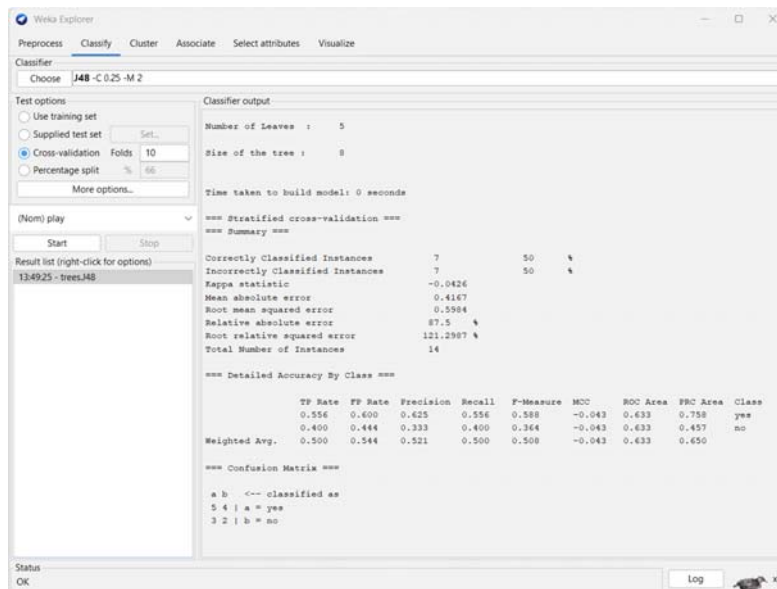 Weka Explorer
Preprocess Classify Cluster Associate Select attributes Visualize
Classifier
Choose J48 -C 0.25 -M 2
Test options
Use training set
Supplied test set Set...
Cross-validation Folds 10
Percentage split % 66
More options...
(Nom) play
Start Stop
Result list (right-click for options)
13:49:25 - trees.J48
Classifier output
Number of Leaves : 5
Size of the tree : 8
Time taken to build model: 0 seconds
=== Stratified cross-validation ===
=== Summary ===
Correctly Classified Instances 7 50 %
Incorrectly Classified Instances 7 50 %
Kappa statistic -0.0426
Mean absolute error 0.4167
Root mean squared error 0.5984
Relative absolute error 87.5 %
Root relative squared error 121.2987 %
Total Number of Instances 14
=== Detailed Accuracy By Class ===
TP Rate FP Rate Precision Recall F-Measure MCC ROC Area PRC Area Class
0.556 0.600 0.625 0.556 0.588 -0.043 0.633 0.758 yes
0.400 0.444 0.333 0.400 0.364 -0.043 0.633 0.457 no
Weighted Avg. 0.500 0.544 0.521 0.500 0.508 -0.043 0.633 0.650
=== Confusion Matrix ===
a b <-- classified as
5 4 | a = yes
3 2 | b = no
Status
OK
Log
x